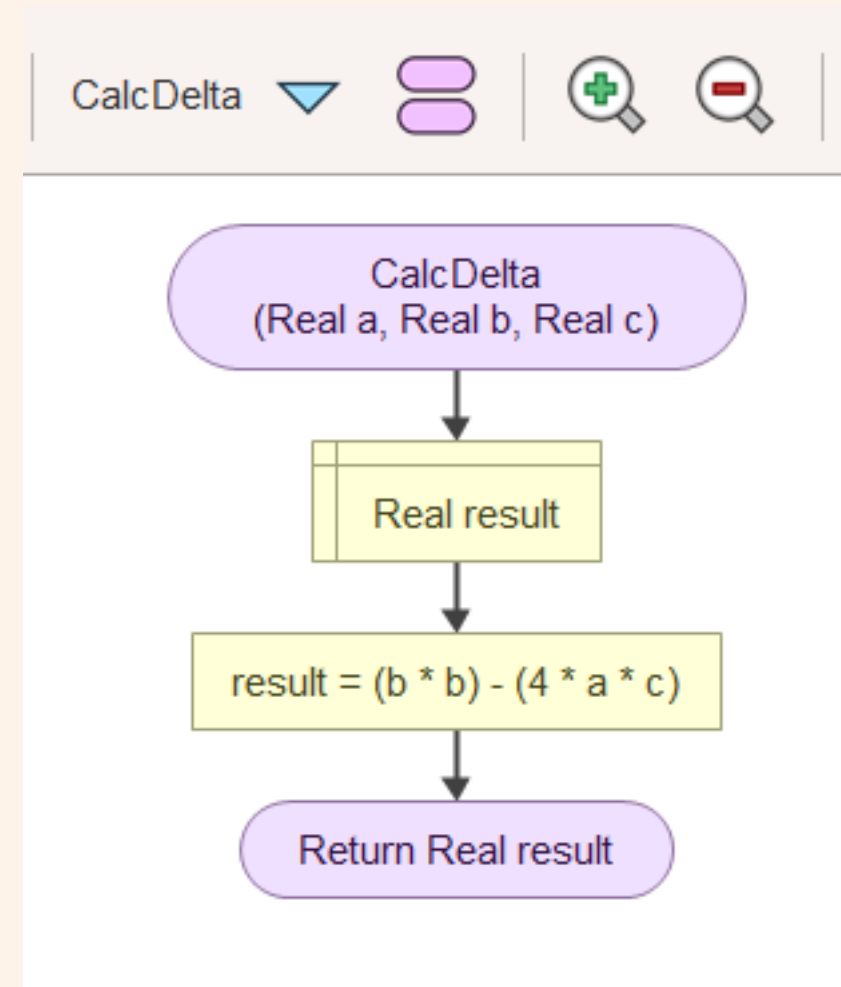 CalcDelta
CalcDelta
(Real a, Real b, Real c)
Real result
result = (b * b) - (4 * a * c)
Return Real result